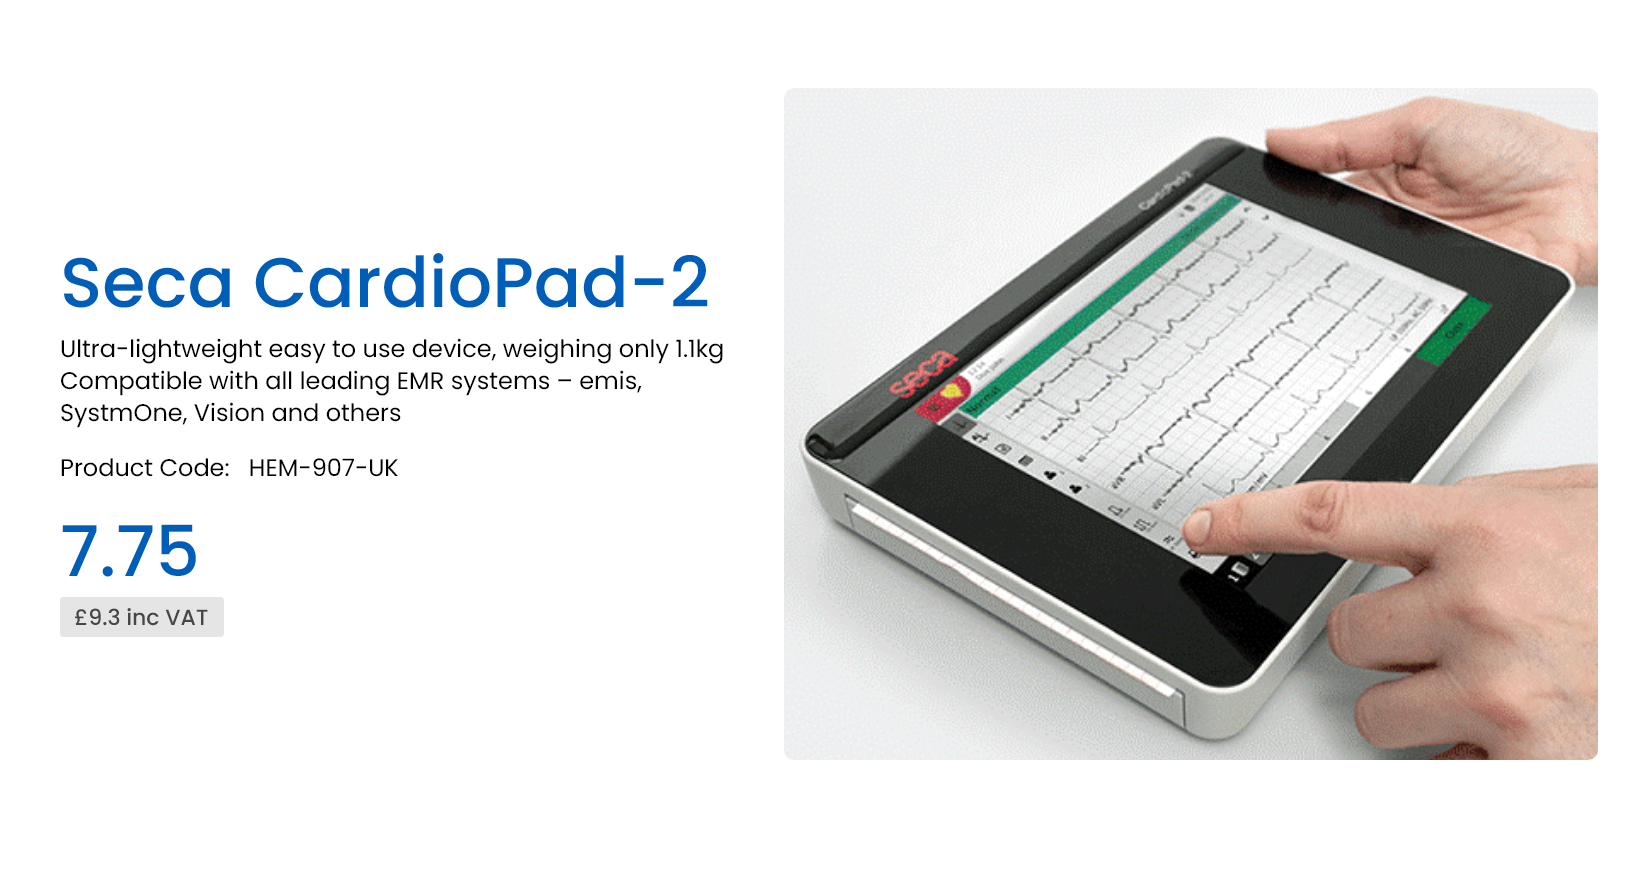 Seca CardioPad-2
Ultra-lightweight easy to use device, weighing only 1.1kg
Compatible with all leading EMR systems – emis,
SystmOne, Vision and others
Product Code: HEM-907-UK
7.75
£9.3 inc VAT
CardioPad-2
seca
Normal